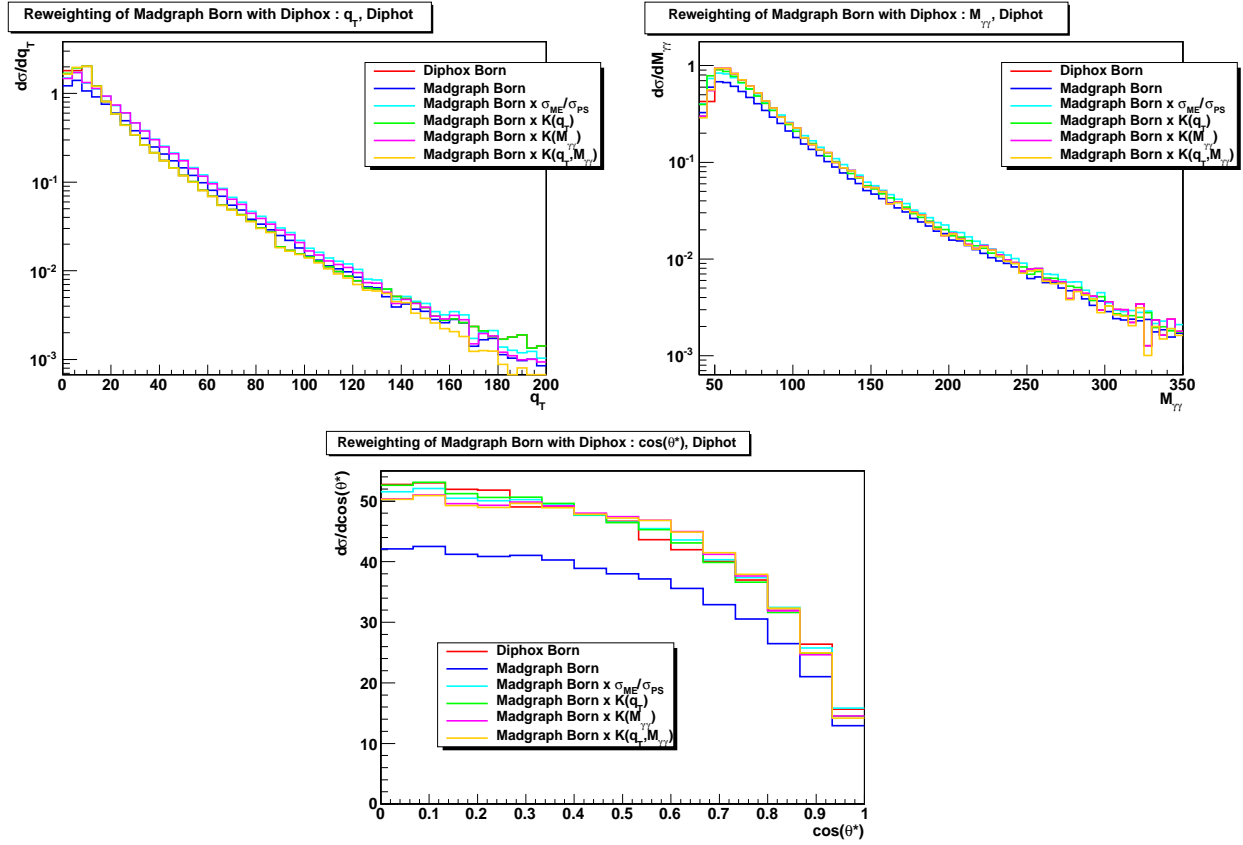 Reweighting of Madgraph Born with Diphox : q_T, Diphot
dσ/dq_T
1
10⁻¹
10⁻²
10⁻³
Diphox Born
Madgraph Born
Madgraph Born x σ_ME/σ_PS
Madgraph Born x K(q_T)
Madgraph Born x K(M_γγ)
Madgraph Born x K(q_T,M_γγ)
0 20 40 60 80 100 120 140 160 180 200
q_T
Reweighting of Madgraph Born with Diphox : M_γγ, Diphot
dσ/dM_γγ
1
10⁻¹
10⁻²
10⁻³
Diphox Born
Madgraph Born
Madgraph Born x σ_ME/σ_PS
Madgraph Born x K(q_T)
Madgraph Born x K(M_γγ)
Madgraph Born x K(q_T,M_γγ)
50 100 150 200 250 300 350
M_γγ
Reweighting of Madgraph Born with Diphox : cos(θ*), Diphot
dσ/dcos(θ*)
50
40
30
20
10
0
Diphox Born
Madgraph Born
Madgraph Born x σ_ME/σ_PS
Madgraph Born x K(q_T)
Madgraph Born x K(M_γγ)
Madgraph Born x K(q_T,M_γγ)
0 0.1 0.2 0.3 0.4 0.5 0.6 0.7 0.8 0.9 1
cos(θ*)